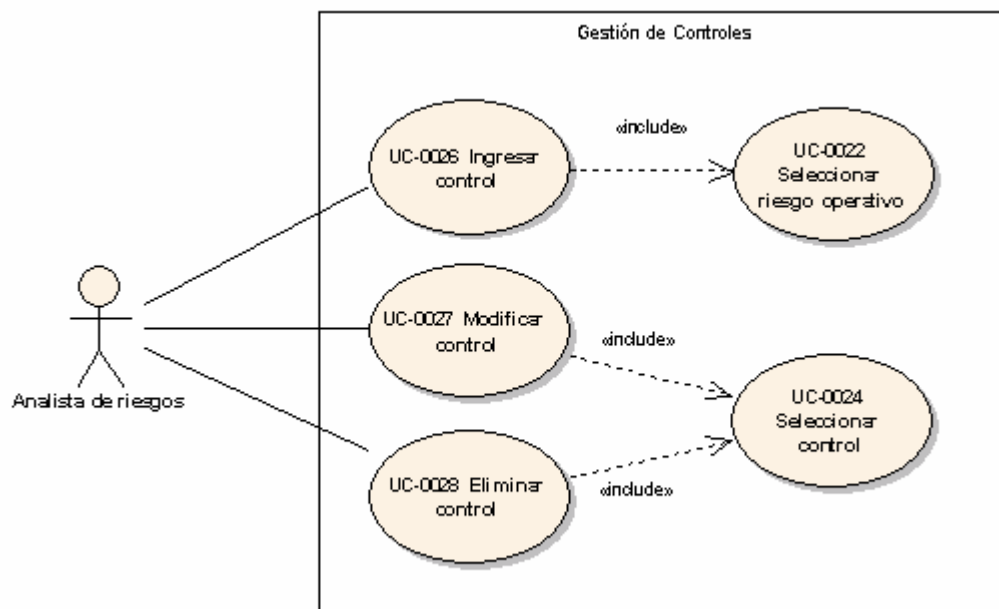 Gestión de Controles
UC-0026 Ingresar
control
«include»
UC-0022
Seleccionar
riesgo operativo
UC-0027 Modificar
control
«include»
Analista de riesgos
UC-0024
Seleccionar
control
UC-0028 Eliminar
control
«include»